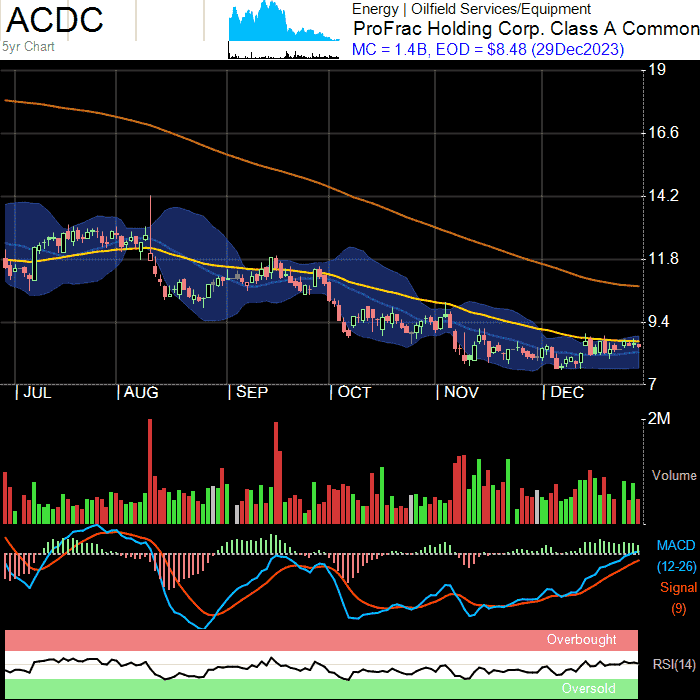 ACDC
5yr Chart
Energy | Oilfield Services/Equipment
ProFrac Holding Corp. Class A Common
MC = 1.4B, EOD = $8.48 (29Dec2023)
19
16.6
14.2
11.8
9.4
7
JUL AUG SEP OCT NOV DEC
2M
Volume
MACD
(12-26)
Signal
(9)
Overbought
RSI(14)
Oversold